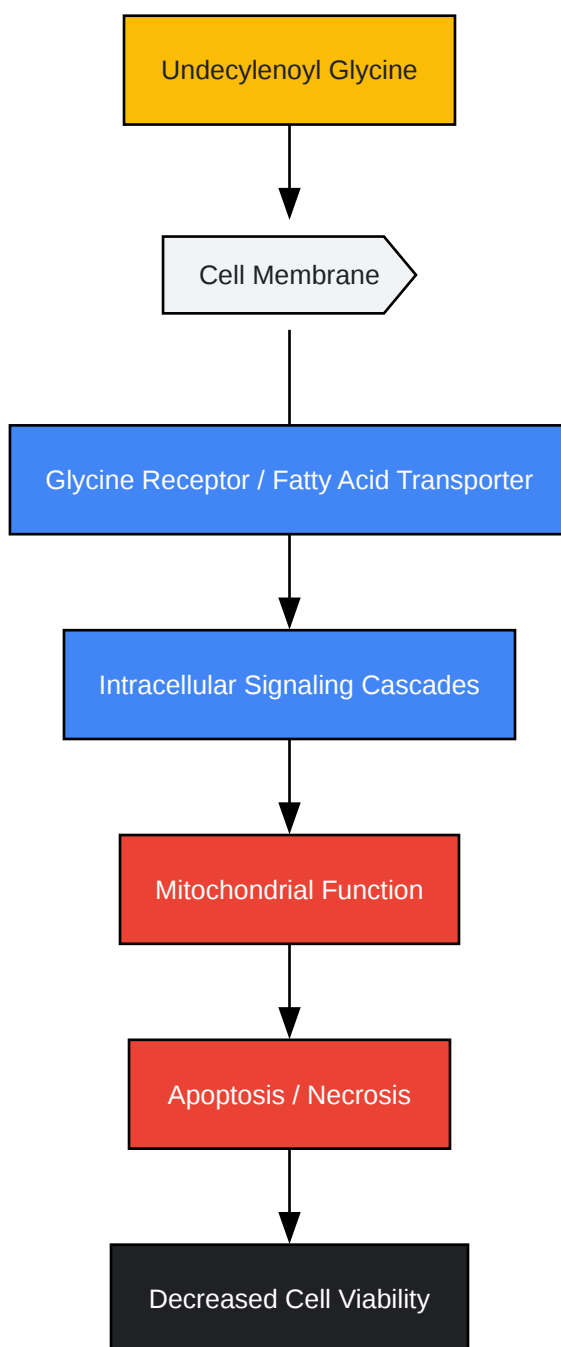 Undecylenoyl Glycine
Cell Membrane
Glycine Receptor / Fatty Acid Transporter
Intracellular Signaling Cascades
Mitochondrial Function
Apoptosis / Necrosis
Decreased Cell Viability